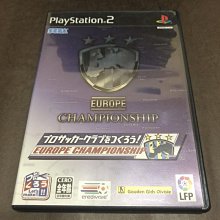 PlayStation 2
SEGA
EUROPE
CHAMPIONSHIP
プロサッカークラブをつくろう!
EUROPE CHAMPIONSHIP
eredivisie
LFP